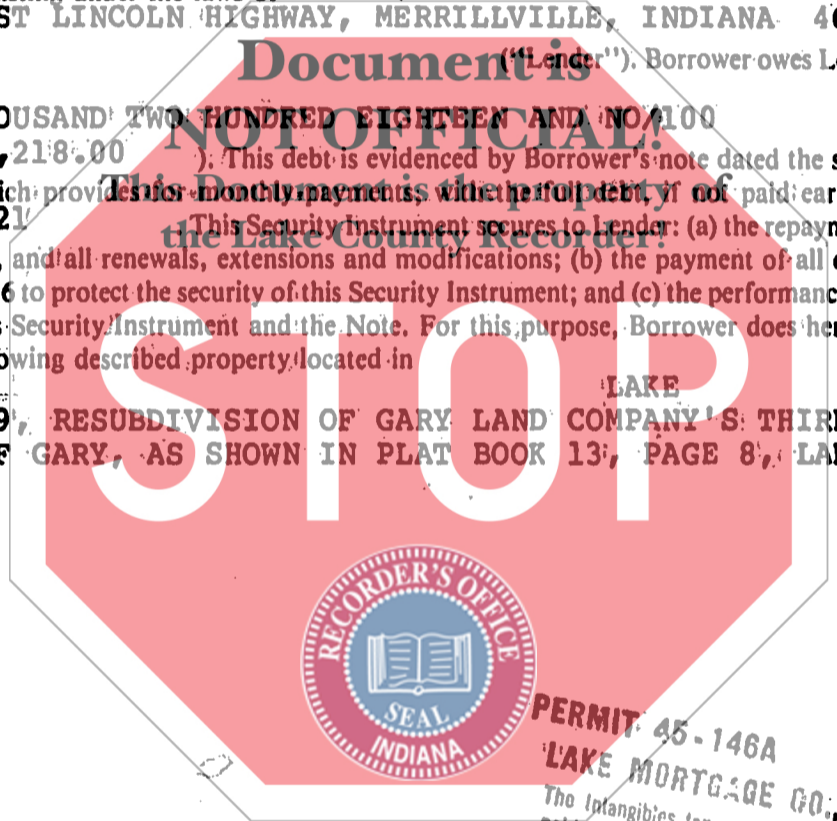 ST LINCOLN HIGHWAY, MERRILLVILLE, INDIANA 4
Document is
("Lender"). Borrower owes L
OUSAND TWO HUNDRED EIGHTEEN AND NO/100
NOT OFFICIAL!
,218.00 ). This debt is evidenced by Borrower's note dated the s
ch provides for monthly payments, with the full debt, if not paid ear
This Document is the property of
21 This Security Instrument secures to Lender: (a) the repaym
the Lake County Recorder!
, and all renewals, extensions and modifications; (b) the payment of all
6 to protect the security of this Security Instrument; and (c) the performanc
s Security Instrument and the Note. For this purpose, Borrower does he
owing described property located in
LAKE
9, RESUBDIVISION OF GARY LAND COMPANY'S THIR
F GARY, AS SHOWN IN PLAT BOOK 13, PAGE 8, LA
STOP
RECORDER'S OFFICE
SEAL
INDIANA
PERMIT 45-146A
LAKE MORTGAGE CO.,
The Intangibles